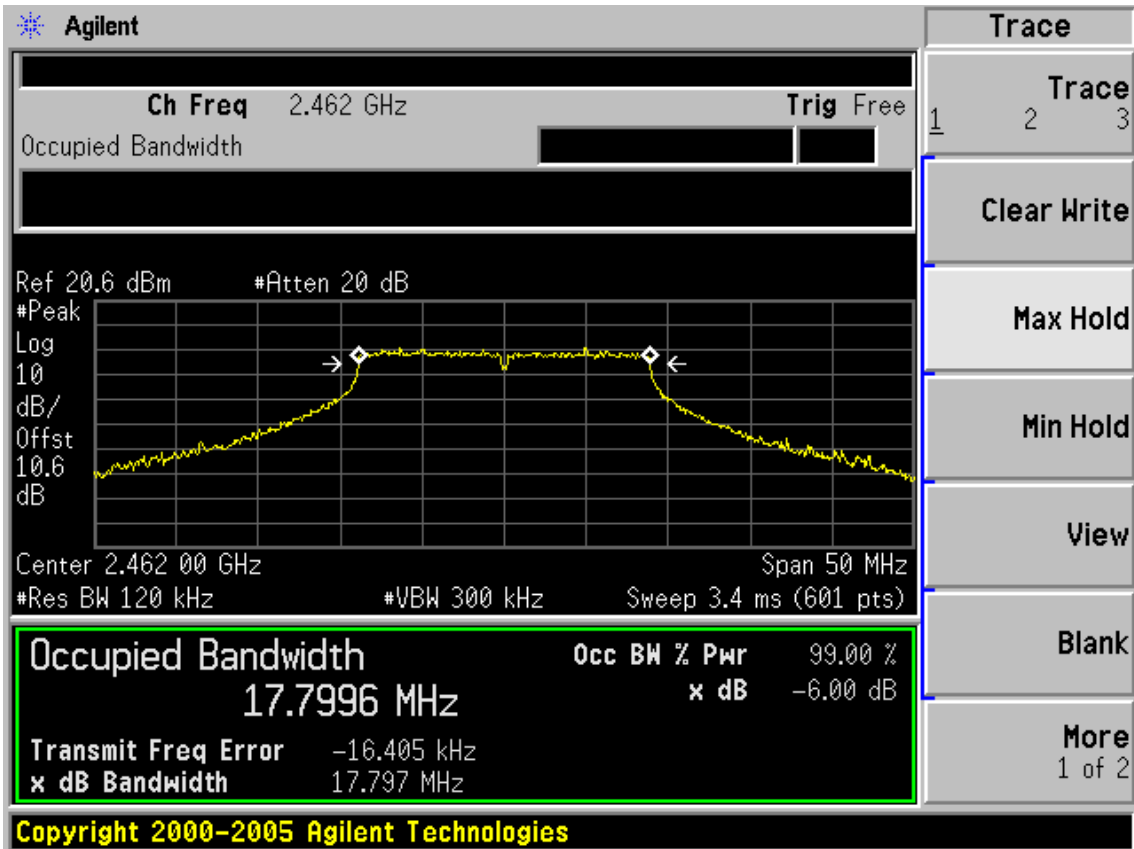 Agilent
Trace
Ch Freq 2.462 GHz Trig Free
Occupied Bandwidth
Ref 20.6 dBm #Atten 20 dB
#Peak
Log
10
dB/
Offst
10.6
dB
Center 2.462 00 GHz Span 50 MHz
#Res BW 120 kHz #VBW 300 kHz Sweep 3.4 ms (601 pts)
Occupied Bandwidth
17.7996 MHz
Occ BW % Pwr 99.00 %
x dB -6.00 dB
Transmit Freq Error -16.405 kHz
x dB Bandwidth 17.797 MHz
Trace
1 2 3
Clear Write
Max Hold
Min Hold
View
Blank
More
1 of 2
Copyright 2000-2005 Agilent Technologies